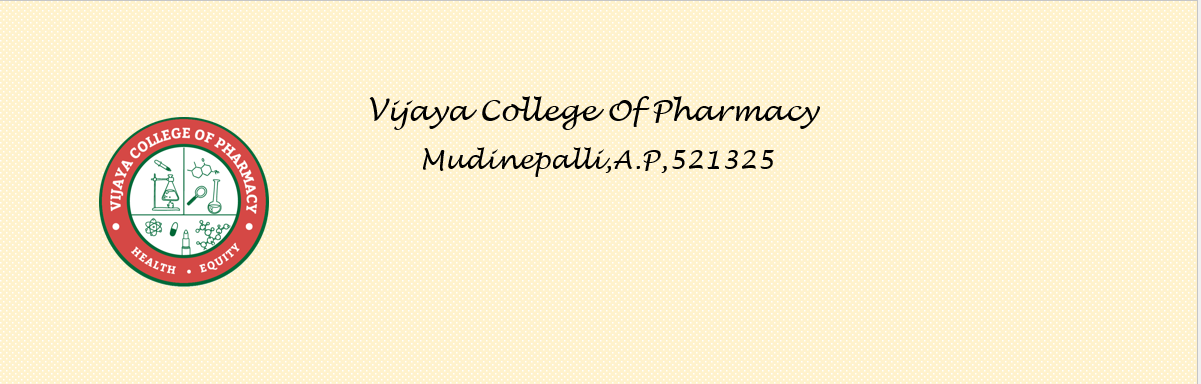 Vijaya College Of Pharmacy
Mudinepalli,A.P,521325
VIJAYA COLLEGE OF PHARMACY
HEALTH • EQUITY